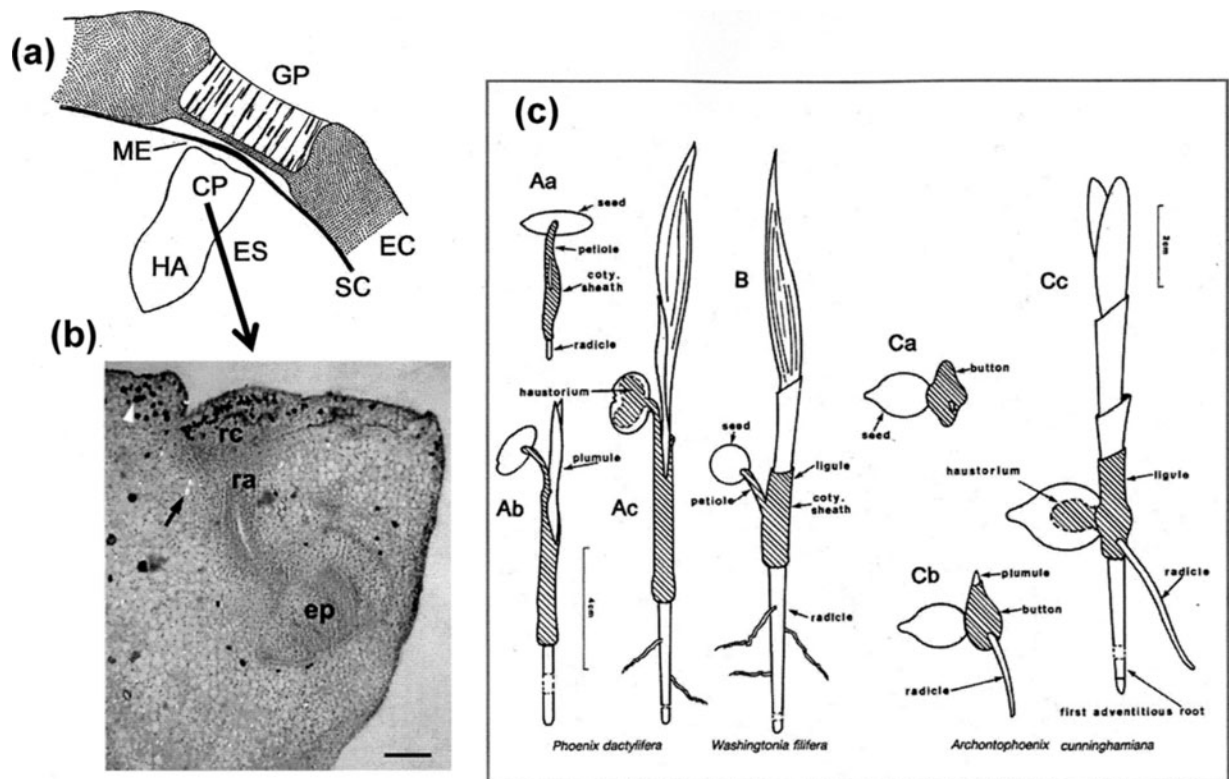 (a)
GP
ME
CP
ES
HA
SC
EC
(b)
rc
ra
ep
(c)
Aa
seed
petiole
coty.
sheath
radicle
haustorium
plumule
Ab
Ac
4cm
Phoenix dactylifera
B
seed
petiole
ligule
coty.
sheath
radicle
Washingtonia filifera
Ca
button
seed
Cb
plumule
button
radicle
Cc
2cm
haustorium
ligule
radicle
first adventitious root
Archontophoenix cunninghamiana